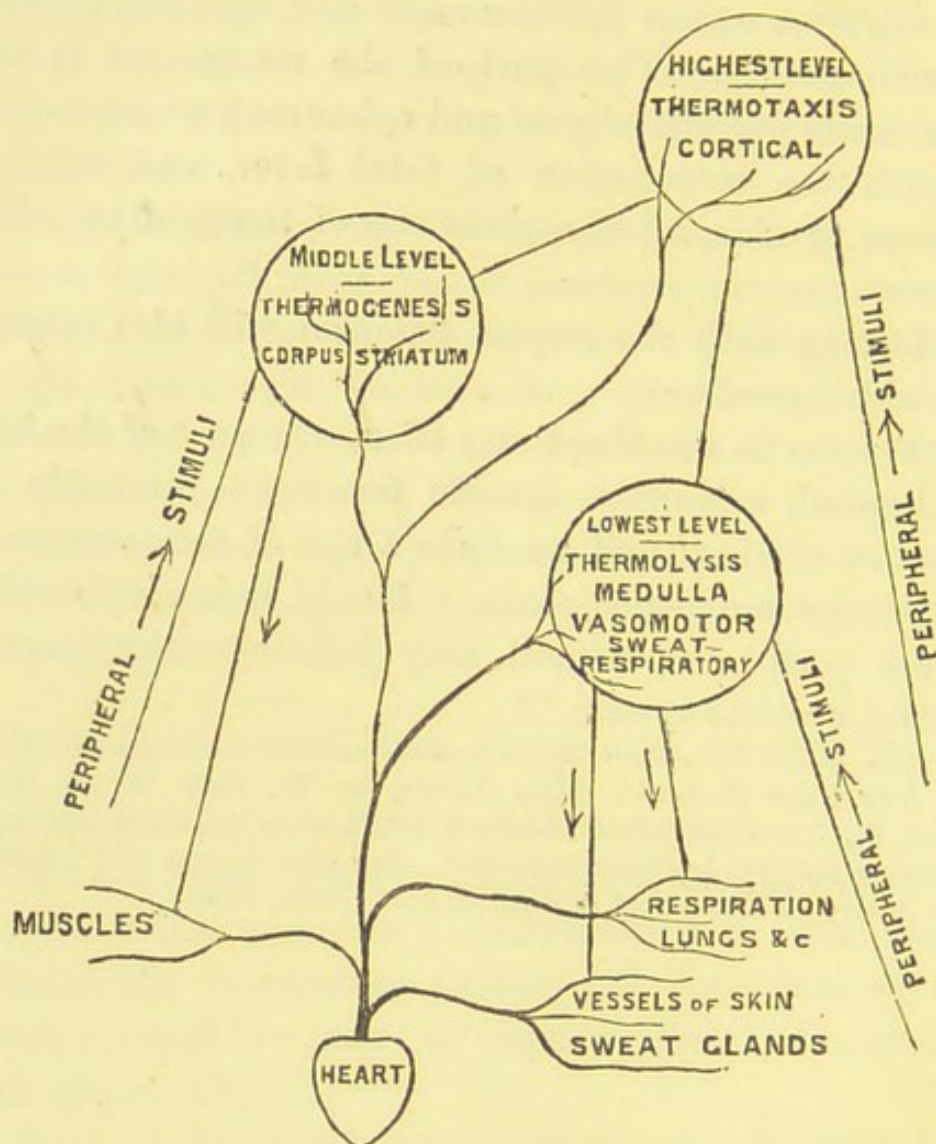 HIGHEST LEVEL
THERMOTAXIS
CORTICAL
MIDDLE LEVEL
THERMOGENESIS
CORPUS STRIATUM
LOWEST LEVEL
THERMOLYSIS
MEDULLA
VASOMOTOR
SWEAT
RESPIRATORY
PERIPHERAL STIMULI
PERIPHERAL STIMULI
PERIPHERAL STIMULI
MUSCLES
RESPIRATION
LUNGS & c
VESSELS OF SKIN
SWEAT GLANDS
HEART